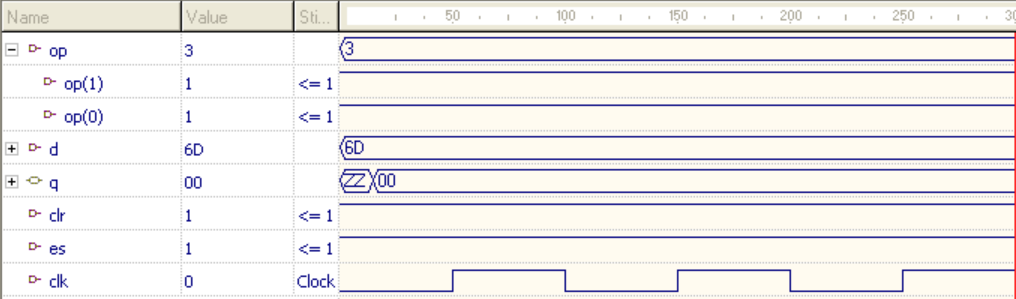 Name Value Sti... 50 100 150 200 250 30
op 3 3
op(1) 1 <= 1
op(0) 1 <= 1
d 6D 6D
q 00 ZZ 00
clr 1 <= 1
es 1 <= 1
clk 0 Clock